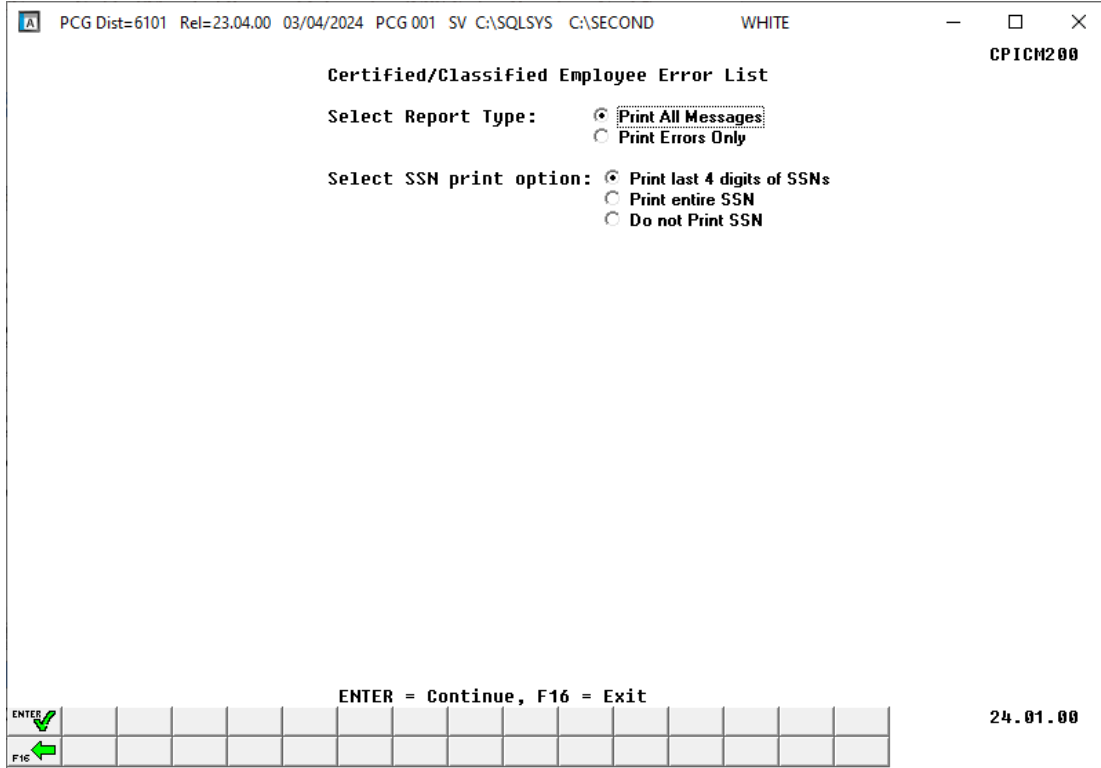 A PCG Dist=6101 Rel=23.04.00 03/04/2024 PCG 001 SV C:\SQLSYS C:\SECOND WHITE
CPICM200
Certified/Classified Employee Error List
Select Report Type: Print All Messages
Print Errors Only
Select SSN print option: Print last 4 digits of SSNs
Print entire SSN
Do not Print SSN
ENTER = Continue, F16 = Exit
ENTER
24.01.00
F16